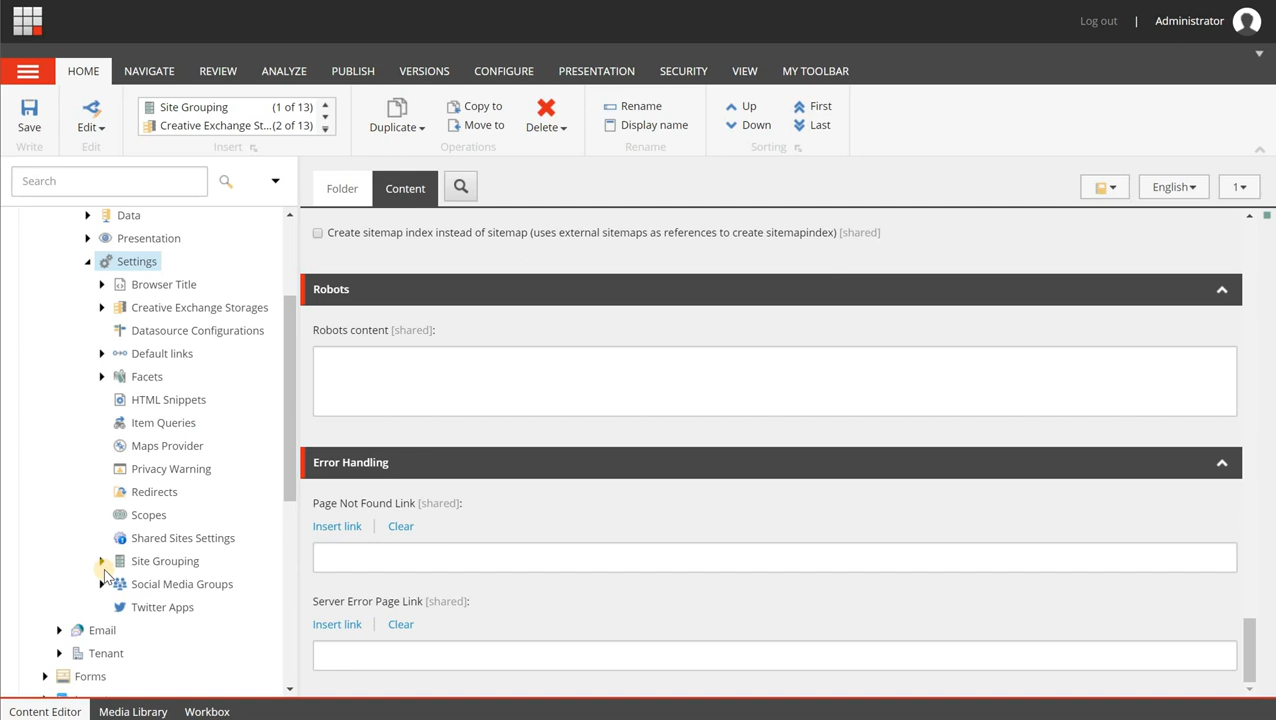 Log out | Administrator
HOME NAVIGATE REVIEW ANALYZE PUBLISH VERSIONS CONFIGURE PRESENTATION SECURITY VIEW MY TOOLBAR
Save
Write
Edit
Edit
Site Grouping (1 of 13)
Creative Exchange St...(2 of 13)
Insert
Duplicate
Copy to
Move to
Delete
Operations
Rename
Display name
Rename
Up First
Down Last
Sorting
Search
Folder Content
English 1
Data
Presentation
Settings
Browser Title
Creative Exchange Storages
Datasource Configurations
Default links
Facets
HTML Snippets
Item Queries
Maps Provider
Privacy Warning
Redirects
Scopes
Shared Sites Settings
Site Grouping
Social Media Groups
Twitter Apps
Email
Tenant
Forms
Create sitemap index instead of sitemap (uses external sitemaps as references to create sitemapindex) [shared]
Robots
Robots content [shared]:
Error Handling
Page Not Found Link [shared]:
Insert link | Clear
Server Error Page Link [shared]:
Insert link | Clear
Content Editor Media Library Workbox